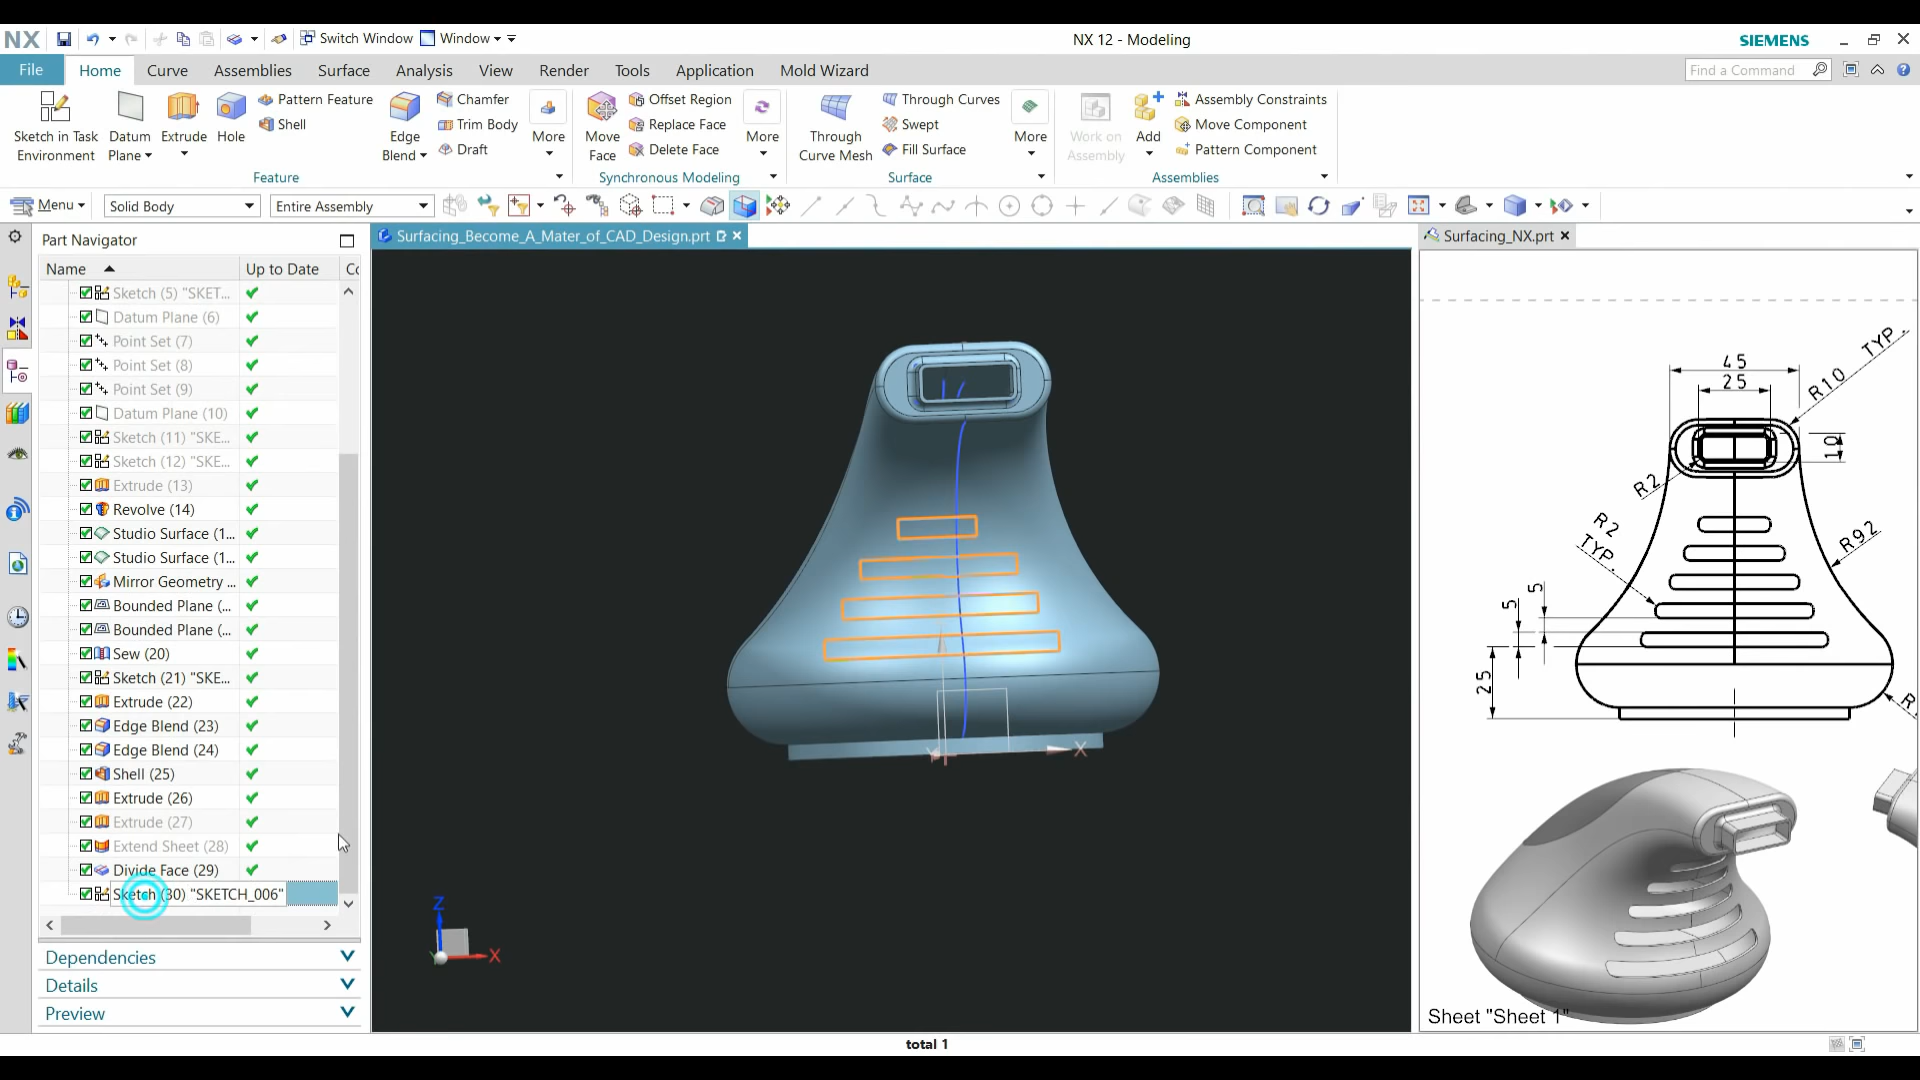 NX
Switch Window
Window
NX 12 - Modeling
SIEMENS
File
Home
Curve
Assemblies
Surface
Analysis
View
Render
Tools
Application
Mold Wizard
Find a Command
Sketch in Task
Environment
Datum
Plane
Extrude
Hole
Pattern Feature
Shell
Edge
Blend
Chamfer
Trim Body
Draft
More
Move
Face
Offset Region
Replace Face
Delete Face
More
Through
Curve Mesh
Through Curves
Swept
Fill Surface
More
Work on
Assembly
Add
Assembly Constraints
Move Component
Pattern Component
Feature
Synchronous Modeling
Surface
Assemblies
Menu
Solid Body
Entire Assembly
Part Navigator
Surfacing_Become_A_Mater_of_CAD_Design.prt
Surfacing_NX.prt
Name
Up to Date
Sketch (5) "SKET...
Datum Plane (6)
Point Set (7)
Point Set (8)
Point Set (9)
Datum Plane (10)
Sketch (11) "SKE...
Sketch (12) "SKE...
Extrude (13)
Revolve (14)
Studio Surface (1...
Studio Surface (1...
Mirror Geometry ...
Bounded Plane (...
Bounded Plane (...
Sew (20)
Sketch (21) "SKE...
Extrude (22)
Edge Blend (23)
Edge Blend (24)
Shell (25)
Extrude (26)
Extrude (27)
Extend Sheet (28)
Divide Face (29)
Sketch (30) "SKETCH_006"
Dependencies
Details
Preview
X
Z
X
45
25
R10
TYP.
10
R2
R2
TYP.
R92
5
5
25
Sheet "Sheet 1"
total 1